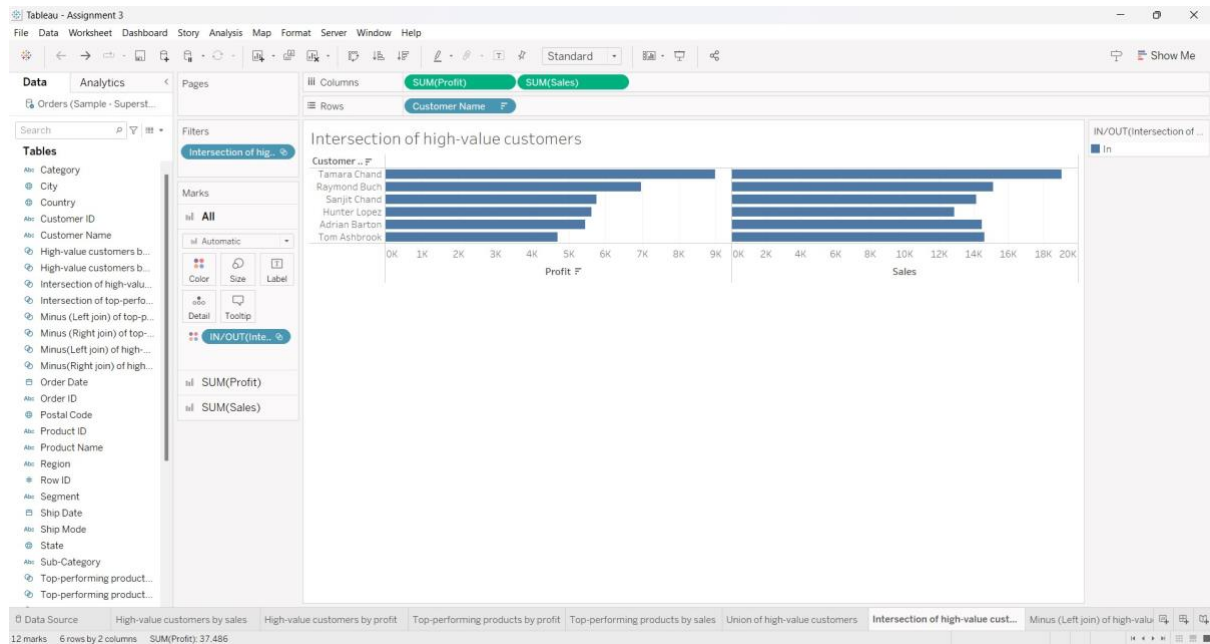 Tableau - Assignment 3
File Data Worksheet Dashboard Story Analysis Map Format Server Window Help
Standard
Show Me
Data Analytics
Pages
Columns SUM(Profit) SUM(Sales)
Orders (Sample - Superst...
Rows Customer Name
Search
Filters
Intersection of hig..
Intersection of high-value customers
IN/OUT(Intersection of ...
In
Tables
Category
City
Country
Customer ID
Customer Name
High-value customers b...
High-value customers b...
Intersection of high-valu...
Intersection of top-perfo...
Minus (Left join) of top-p...
Minus (Right join) of top-...
Minus(Left join) of high-...
Minus(Right join) of high...
Order Date
Order ID
Postal Code
Product ID
Product Name
Region
Row ID
Segment
Ship Date
Ship Mode
State
Sub-Category
Top-performing product...
Top-performing product...
Marks
All
Automatic
Color Size Label
Detail Tooltip
IN/OUT(Inte..
SUM(Profit)
SUM(Sales)
Customer ..
Tamara Chand
Raymond Buch
Sanjit Chand
Hunter Lopez
Adrian Barton
Tom Ashbrook
0K 1K 2K 3K 4K 5K 6K 7K 8K 9K 0K 2K 4K 6K 8K 10K 12K 14K 16K 18K 20K
Profit Sales
Data Source High-value customers by sales High-value customers by profit Top-performing products by profit Top-performing products by sales Union of high-value customers Intersection of high-value cust... Minus (Left join) of high-valu
12 marks 6 rows by 2 columns SUM(Profit): 37.486